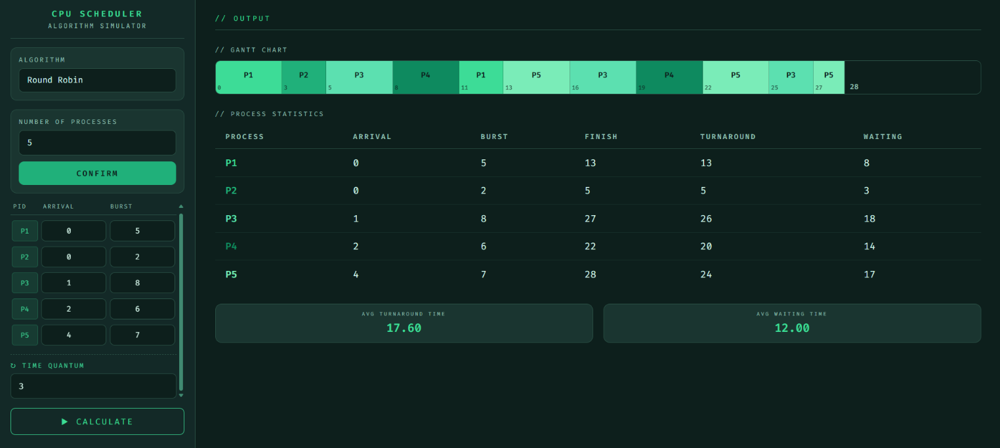 CPU SCHEDULER
ALGORITHM SIMULATOR
ALGORITHM
Round Robin
NUMBER OF PROCESSES
5
CONFIRM
PID ARRIVAL BURST
P1 0 5
P2 0 2
P3 1 8
P4 2 6
P5 4 7
↻ TIME QUANTUM
3
▶ CALCULATE
// OUTPUT
// GANTT CHART
P1 P2 P3 P4 P1 P5 P3 P4 P5 P3 P5
0 3 5 8 11 13 16 19 22 25 27 28
// PROCESS STATISTICS
PROCESS ARRIVAL BURST FINISH TURNAROUND WAITING
P1 0 5 13 13 8
P2 0 2 5 5 3
P3 1 8 27 26 18
P4 2 6 22 20 14
P5 4 7 28 24 17
AVG TURNAROUND TIME
17.60
AVG WAITING TIME
12.00